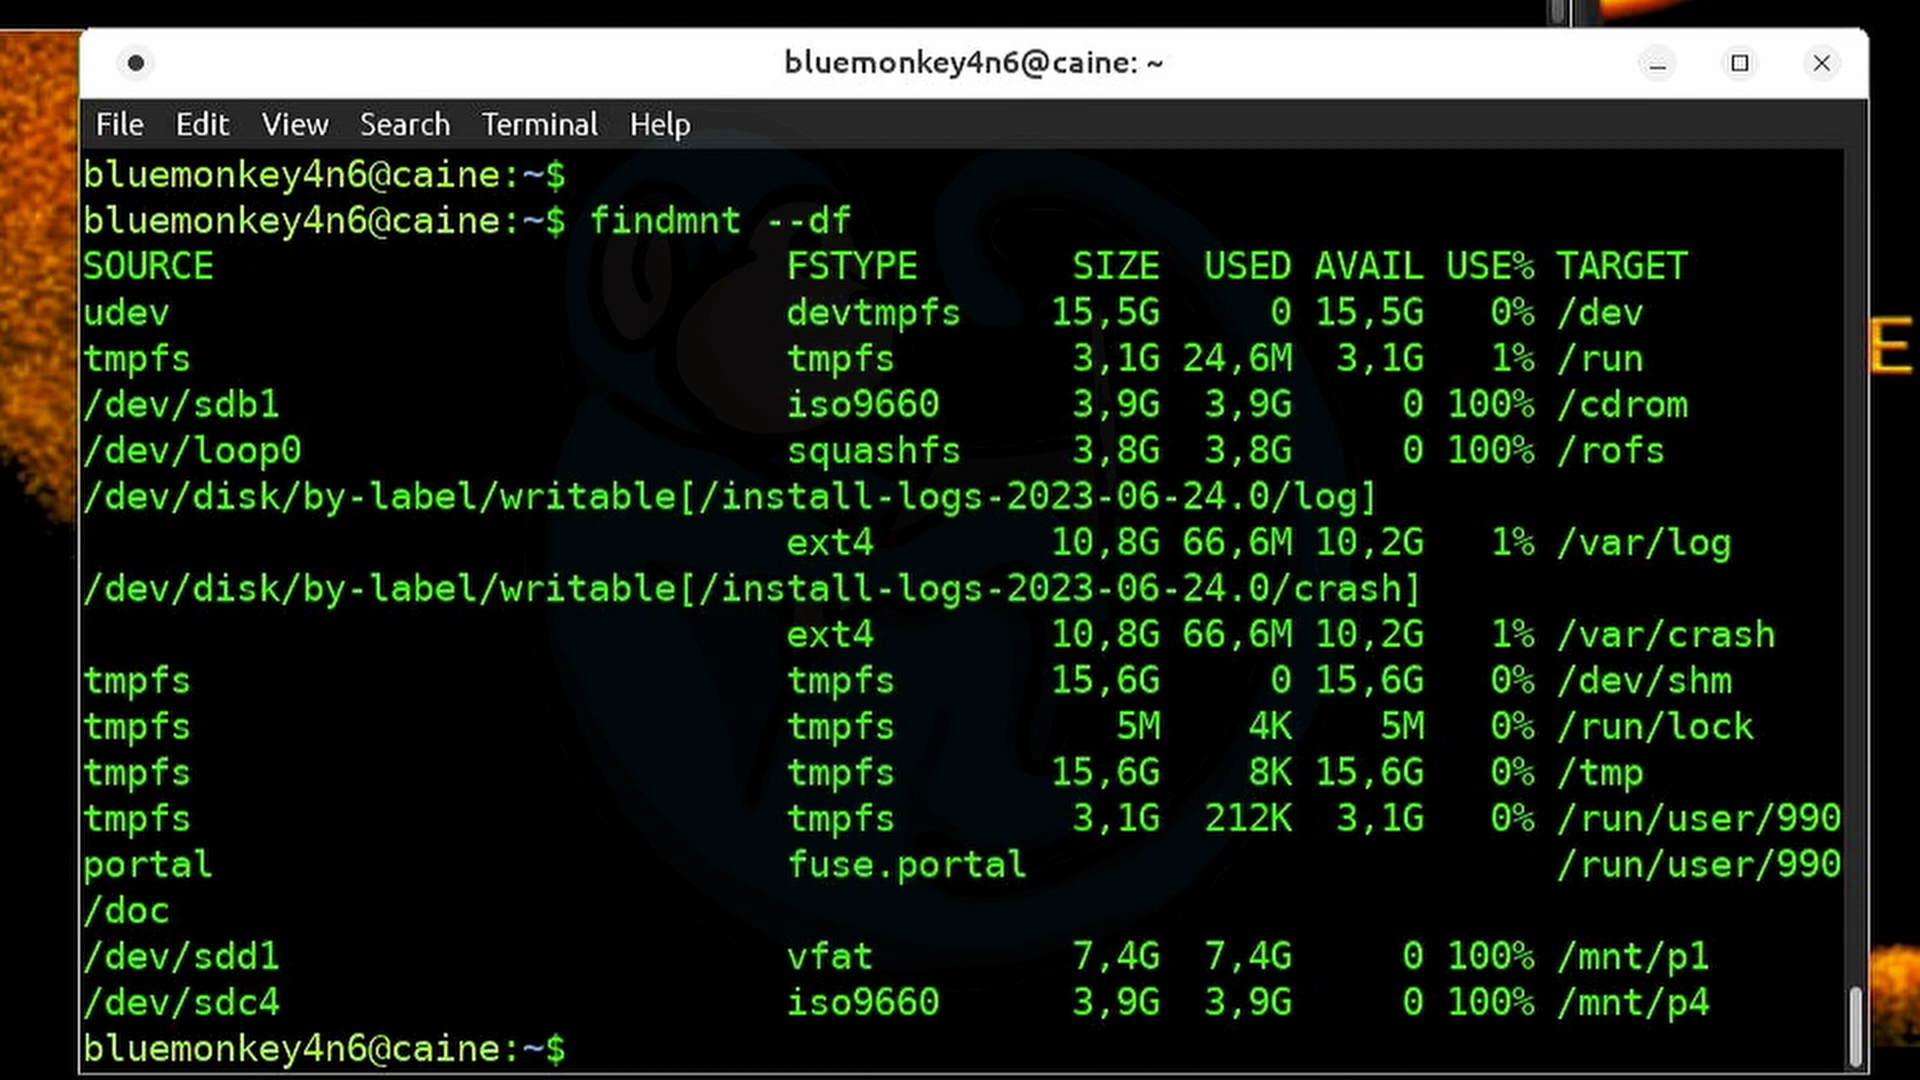 bluemonkey4n6@caine: ~
File Edit View Search Terminal Help
bluemonkey4n6@caine:~$
bluemonkey4n6@caine:~$ findmnt --df
SOURCE FSTYPE SIZE USED AVAIL USE% TARGET
udev devtmpfs 15,5G 0 15,5G 0% /dev
tmpfs tmpfs 3,1G 24,6M 3,1G 1% /run
/dev/sdb1 iso9660 3,9G 3,9G 0 100% /cdrom
/dev/loop0 squashfs 3,8G 3,8G 0 100% /rofs
/dev/disk/by-label/writable[/install-logs-2023-06-24.0/log]
ext4 10,8G 66,6M 10,2G 1% /var/log
/dev/disk/by-label/writable[/install-logs-2023-06-24.0/crash]
ext4 10,8G 66,6M 10,2G 1% /var/crash
tmpfs tmpfs 15,6G 0 15,6G 0% /dev/shm
tmpfs tmpfs 5M 4K 5M 0% /run/lock
tmpfs tmpfs 15,6G 8K 15,6G 0% /tmp
tmpfs tmpfs 3,1G 212K 3,1G 0% /run/user/990
portal fuse.portal /run/user/990
/doc
/dev/sdd1 vfat 7,4G 7,4G 0 100% /mnt/p1
/dev/sdc4 iso9660 3,9G 3,9G 0 100% /mnt/p4
bluemonkey4n6@caine:~$
E